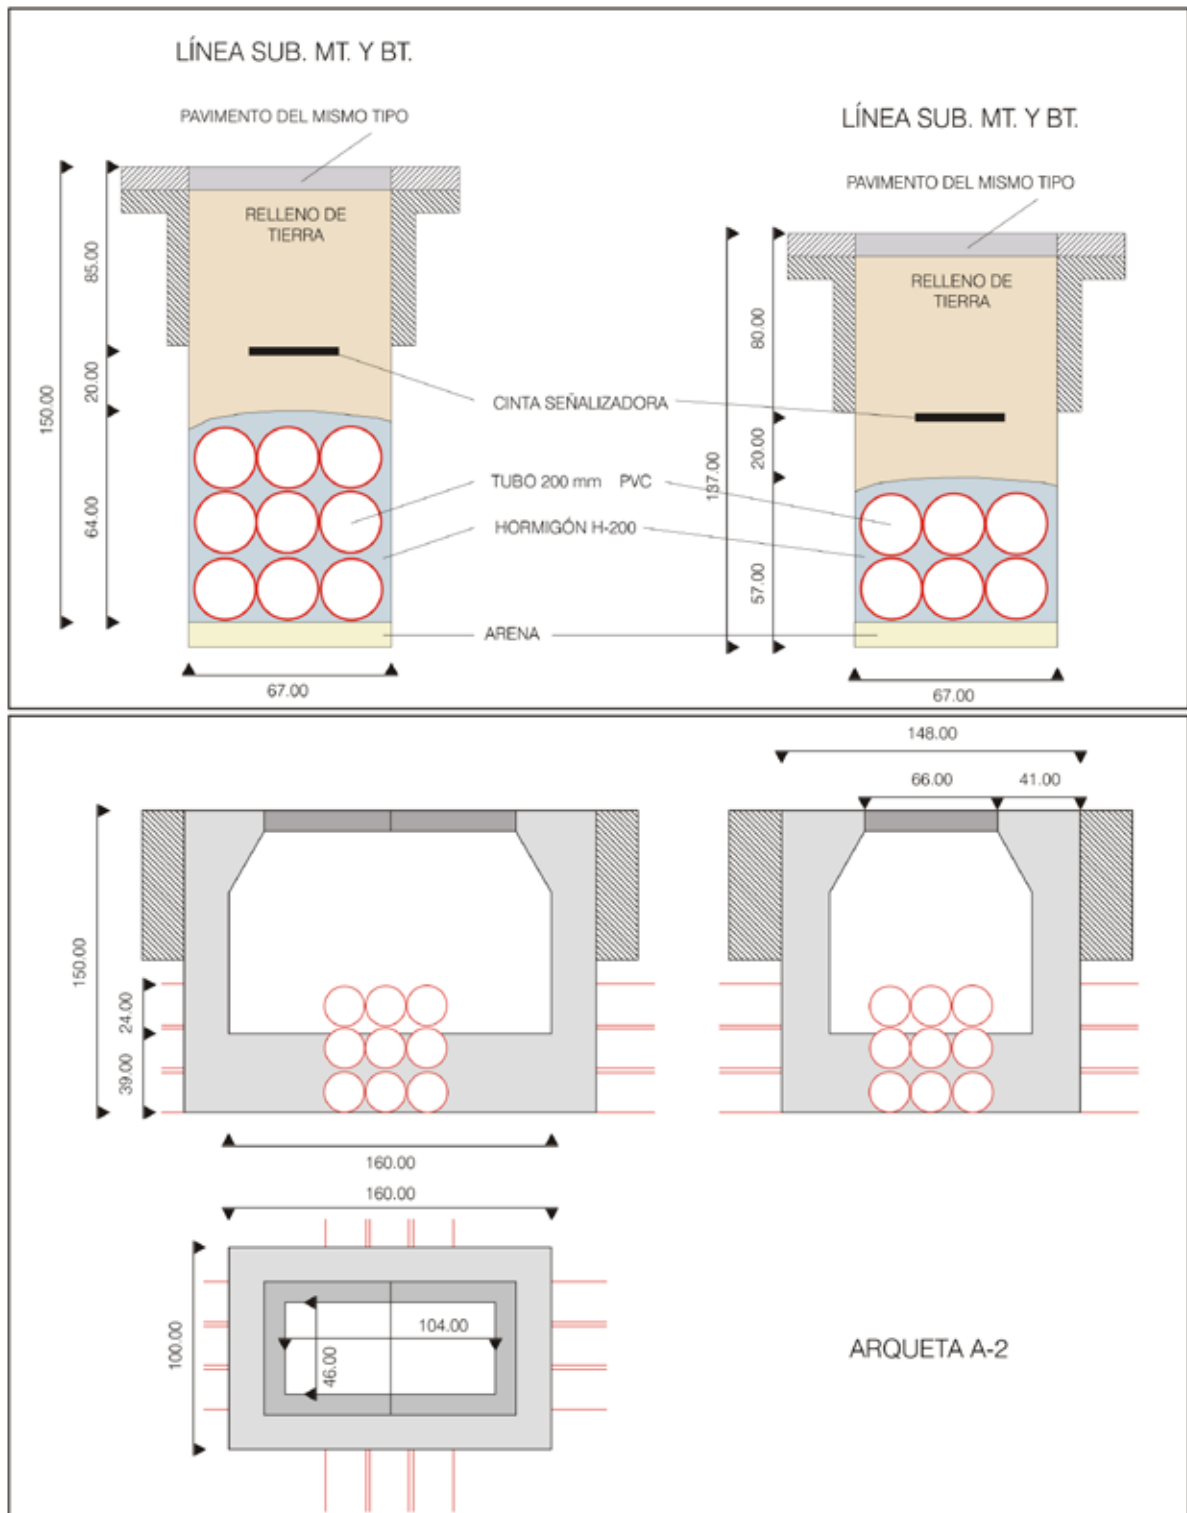 LÍNEA SUB. MT. Y BT.
PAVIMENTO DEL MISMO TIPO
RELLENO DE
TIERRA
150.00
85.00
20.00
64.00
67.00
LÍNEA SUB. MT. Y BT.
PAVIMENTO DEL MISMO TIPO
RELLENO DE
TIERRA
137.00
80.00
20.00
57.00
67.00
CINTA SEÑALIZADORA
TUBO 200 mm PVC
HORMIGÓN H-200
ARENA
150.00
24.00
39.00
160.00
148.00
66.00
41.00
160.00
100.00
104.00
46.00
ARQUETA A-2